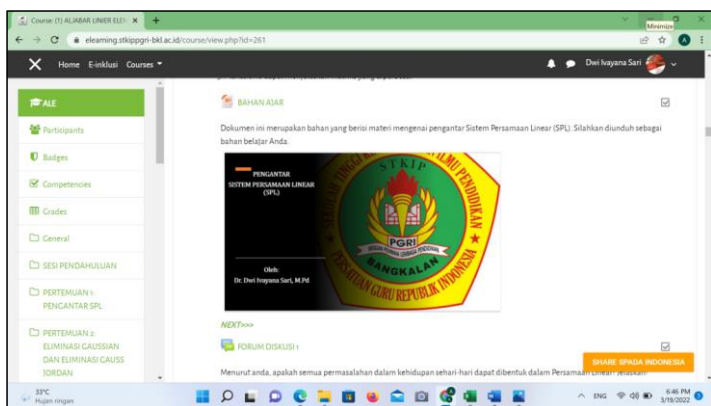 Course: (1) ALJABAR LINIER ELE
Minimize
elearning.stkippgri-bkl.ac.id/course/view.php?id=261
Home E-inklusi Courses
Dwi Ivayana Sari
ALE
Participants
Badges
Competencies
Grades
General
SESI PENDAHULUAN
PERTEMUAN 1:
PENGANTAR SPL
PERTEMUAN 2:
ELIMINASI GAUSSIAN
DAN ELIMINASI GAUSS
JORDAN
BAHAN AJAR
Dokumen ini merupakan bahan yang berisi materi mengenai pengantar Sistem Persamaan Linear (SPL). Silahkan diunduh sebagai
bahan belajar Anda.
PENGANTAR
SISTEM PERSAMAAN LINEAR
(SPL)
Oleh:
Dr. Dwi Ivayana Sari, M.Pd
STKIP
PGRI
BANGKALAN
PERSATUAN GURU REPUBLIK INDONESIA
NEXT>>>
FORUM DISKUSI 1
SHARE SPADA INDONESIA
Menurut anda, apakah semua permasalahan dalam kehidupan sehari-hari dapat dibentuk dalam Persamaan Linear? Jelaskan!
33°C
Hujan ringan
ENG
6:46 PM
3/19/2022